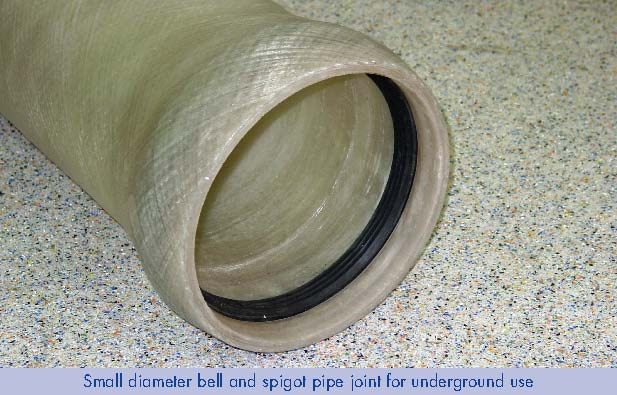 Small diameter bell and spigot pipe joint for underground use